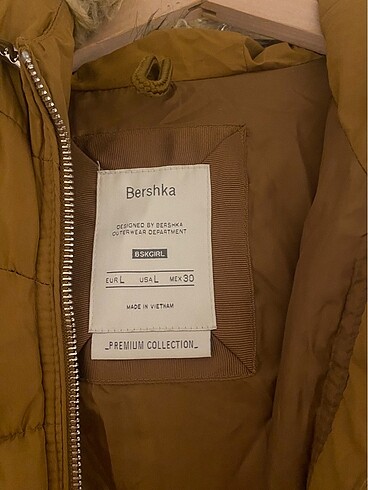 Bershka
DESIGNED BY BERSHKA
OUTERWEAR DEPARTMENT
BSKGIRL
EUR L USA L MEX 30
MADE IN VIETNAM
_PREMIUM COLLECTION_